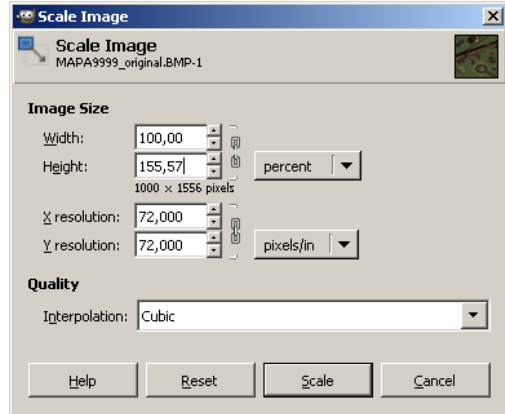 Scale Image
Scale Image
MAPA9999_original.BMP-1
Image Size
Width: 100,00
Height: 155,57 percent
1000 × 1556 pixels
X resolution: 72,000
Y resolution: 72,000 pixels/in
Quality
Interpolation: Cubic
Help Reset Scale Cancel